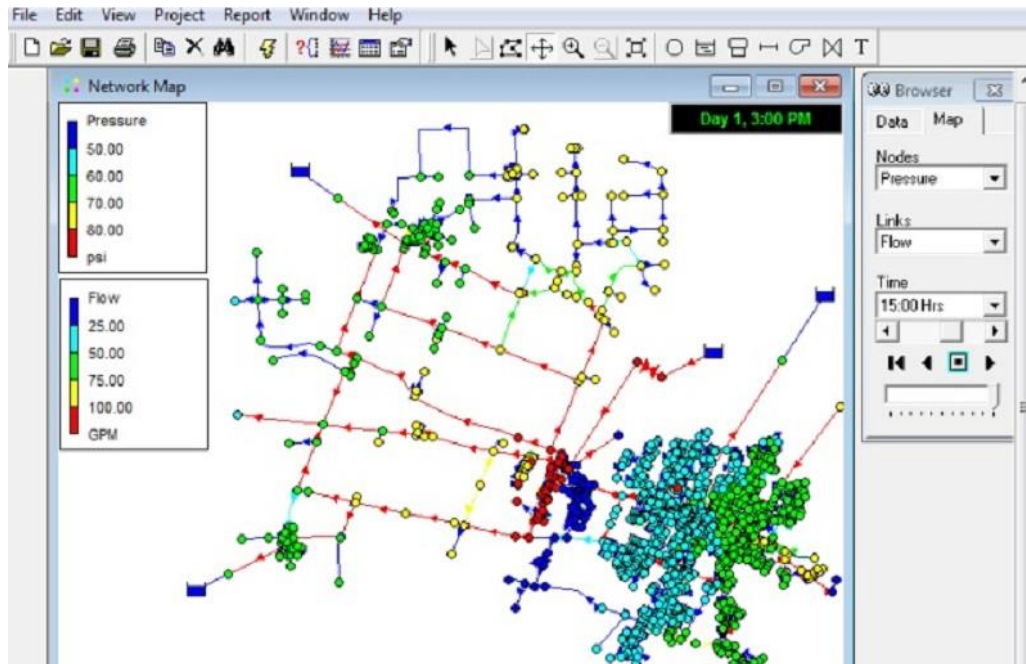 File Edit View Project Report Window Help
T
Network Map
Day 1, 3:00 PM
Pressure
50.00
60.00
70.00
80.00
psi
Flow
25.00
50.00
75.00
100.00
GPM
Browser
Data Map
Nodes
Pressure
Links
Flow
Time
15:00 Hrs